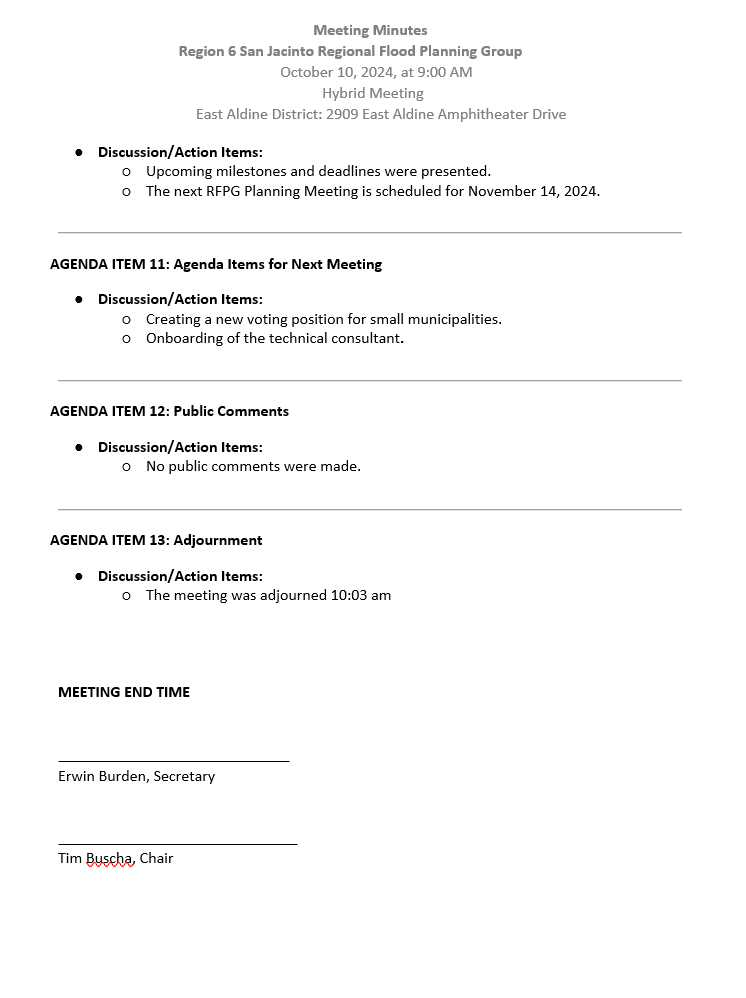 Meeting Minutes
Region 6 San Jacinto Regional Flood Planning Group
October 10, 2024, at 9:00 AM
Hybrid Meeting
East Aldine District: 2909 East Aldine Amphitheater Drive
● Discussion/Action Items:
○ Upcoming milestones and deadlines were presented.
○ The next RFPG Planning Meeting is scheduled for November 14, 2024.
AGENDA ITEM 11: Agenda Items for Next Meeting
● Discussion/Action Items:
○ Creating a new voting position for small municipalities.
○ Onboarding of the technical consultant.
AGENDA ITEM 12: Public Comments
● Discussion/Action Items:
○ No public comments were made.
AGENDA ITEM 13: Adjournment
● Discussion/Action Items:
○ The meeting was adjourned 10:03 am
MEETING END TIME
Erwin Burden, Secretary
Tim Buscha, Chair